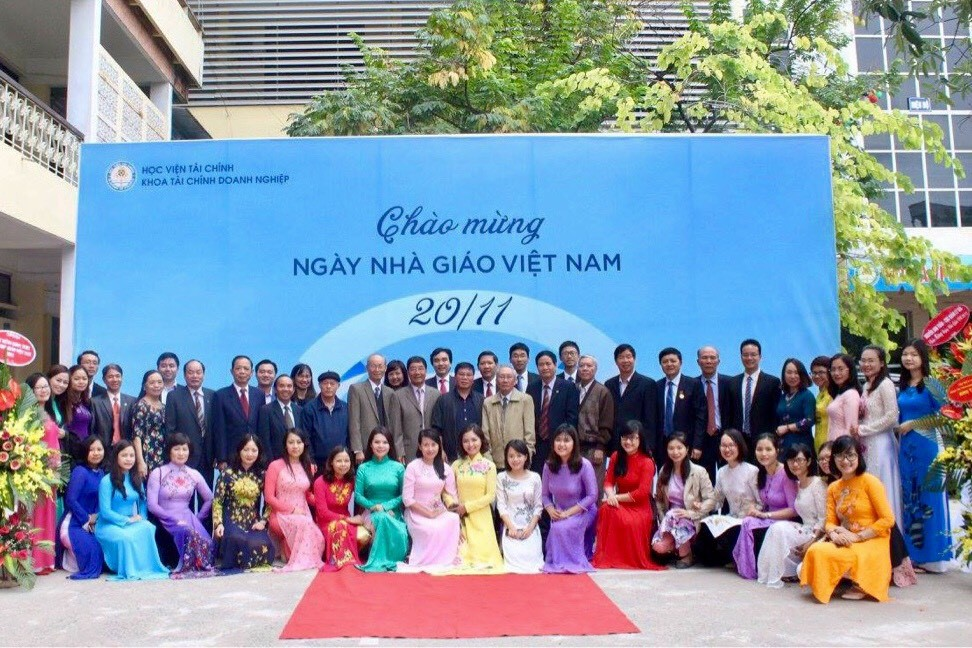 HỌC VIỆN TÀI CHÍNH
KHOA TÀI CHÍNH DOANH NGHIỆP
Chào mừng
NGÀY NHÀ GIÁO VIỆT NAM
20/11